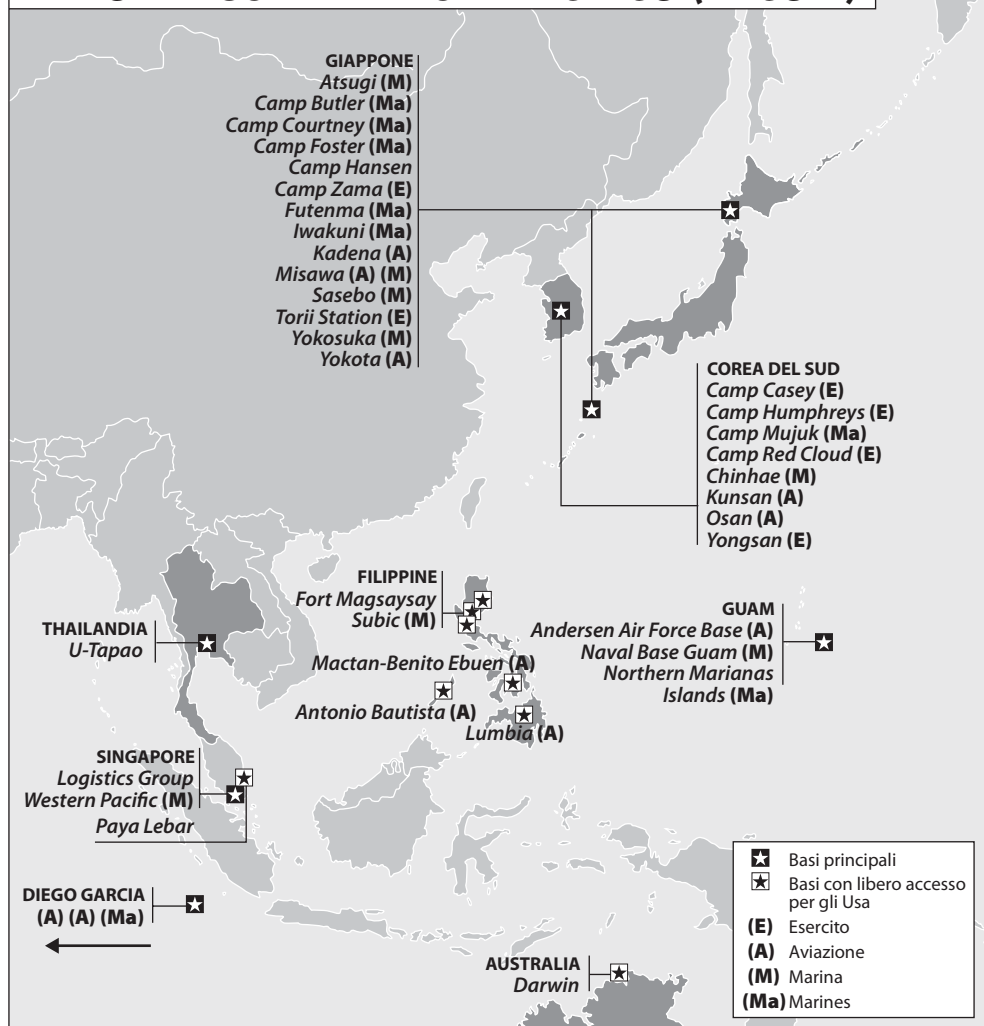 GIAPPONE
Atsugi (M)
Camp Butler (Ma)
Camp Courtney (Ma)
Camp Foster (Ma)
Camp Hansen
Camp Zama (E)
Futenma (Ma)
Iwakuni (Ma)
Kadena (A)
Misawa (A) (M)
Sasebo (M)
Torii Station (E)
Yokosuka (M)
Yokota (A)
COREA DEL SUD
Camp Casey (E)
Camp Humphreys (E)
Camp Mujuk (Ma)
Camp Red Cloud (E)
Chinhae (M)
Kunsan (A)
Osan (A)
Yongsan (E)
FILIPPINE
Fort Magsaysay
Subic (M)
Mactan-Benito Ebuen (A)
Antonio Bautista (A)
Lumbia (A)
GUAM
Andersen Air Force Base (A)
Naval Base Guam (M)
Northern Marianas
Islands (Ma)
THAILANDIA
U-Tapao
SINGAPORE
Logistics Group
Western Pacific (M)
Paya Lebar
DIEGO GARCIA
(A) (A) (Ma)
AUSTRALIA
Darwin
Basi principali
Basi con libero accesso
per gli Usa
(E) Esercito
(A) Aviazione
(M) Marina
(Ma) Marines